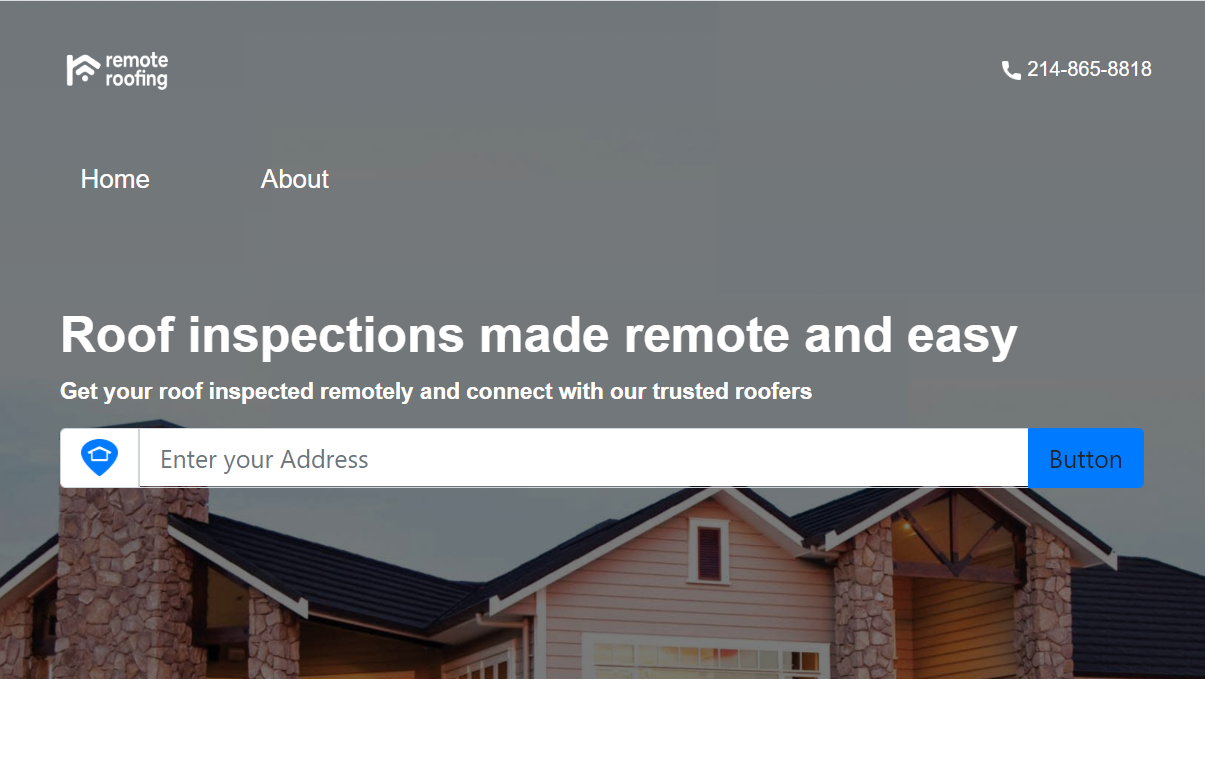 remote
roofing
214-865-8818
Home About
Roof inspections made remote and easy
Get your roof inspected remotely and connect with our trusted roofers
Enter your Address Button